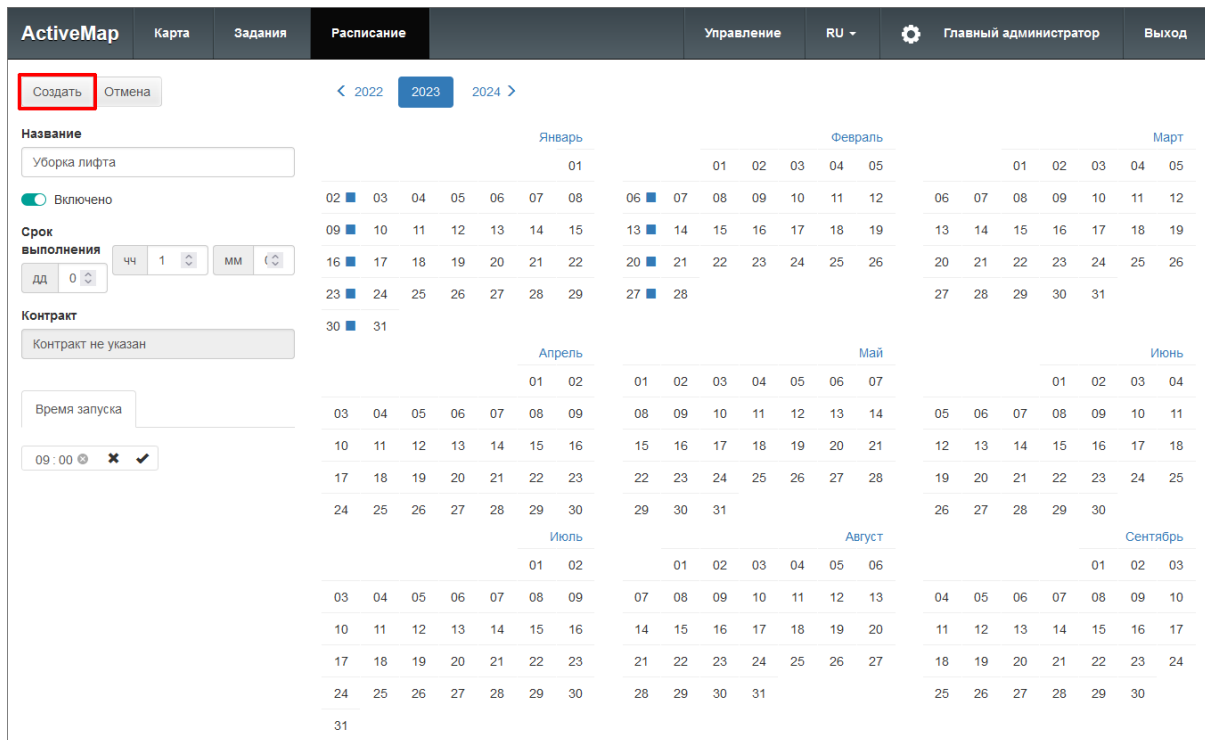 ActiveMap Карта Задания Расписание Управление RU Главный администратор Выход
Создать Отмена 2022 2023 2024
Название
Уборка лифта
Включено
Срок выполнения
дд 0 чч 1 мм
Контракт
Контракт не указан
Время запуска
09 : 00
Январь
01
02 03 04 05 06 07 08
09 10 11 12 13 14 15
16 17 18 19 20 21 22
23 24 25 26 27 28 29
30 31
Февраль
01 02 03 04 05
06 07 08 09 10 11 12
13 14 15 16 17 18 19
20 21 22 23 24 25 26
27 28
Март
01 02 03 04 05
06 07 08 09 10 11 12
13 14 15 16 17 18 19
20 21 22 23 24 25 26
27 28 29 30 31
Апрель
01 02
03 04 05 06 07 08 09
10 11 12 13 14 15 16
17 18 19 20 21 22 23
24 25 26 27 28 29 30
Май
01 02 03 04 05 06 07
08 09 10 11 12 13 14
15 16 17 18 19 20 21
22 23 24 25 26 27 28
29 30 31
Июнь
01 02 03 04
05 06 07 08 09 10 11
12 13 14 15 16 17 18
19 20 21 22 23 24 25
26 27 28 29 30
Июль
01 02
03 04 05 06 07 08 09
10 11 12 13 14 15 16
17 18 19 20 21 22 23
24 25 26 27 28 29 30
31
Август
01 02 03 04 05 06
07 08 09 10 11 12 13
14 15 16 17 18 19 20
21 22 23 24 25 26 27
28 29 30 31
Сентябрь
01 02 03
04 05 06 07 08 09 10
11 12 13 14 15 16 17
18 19 20 21 22 23 24
25 26 27 28 29 30